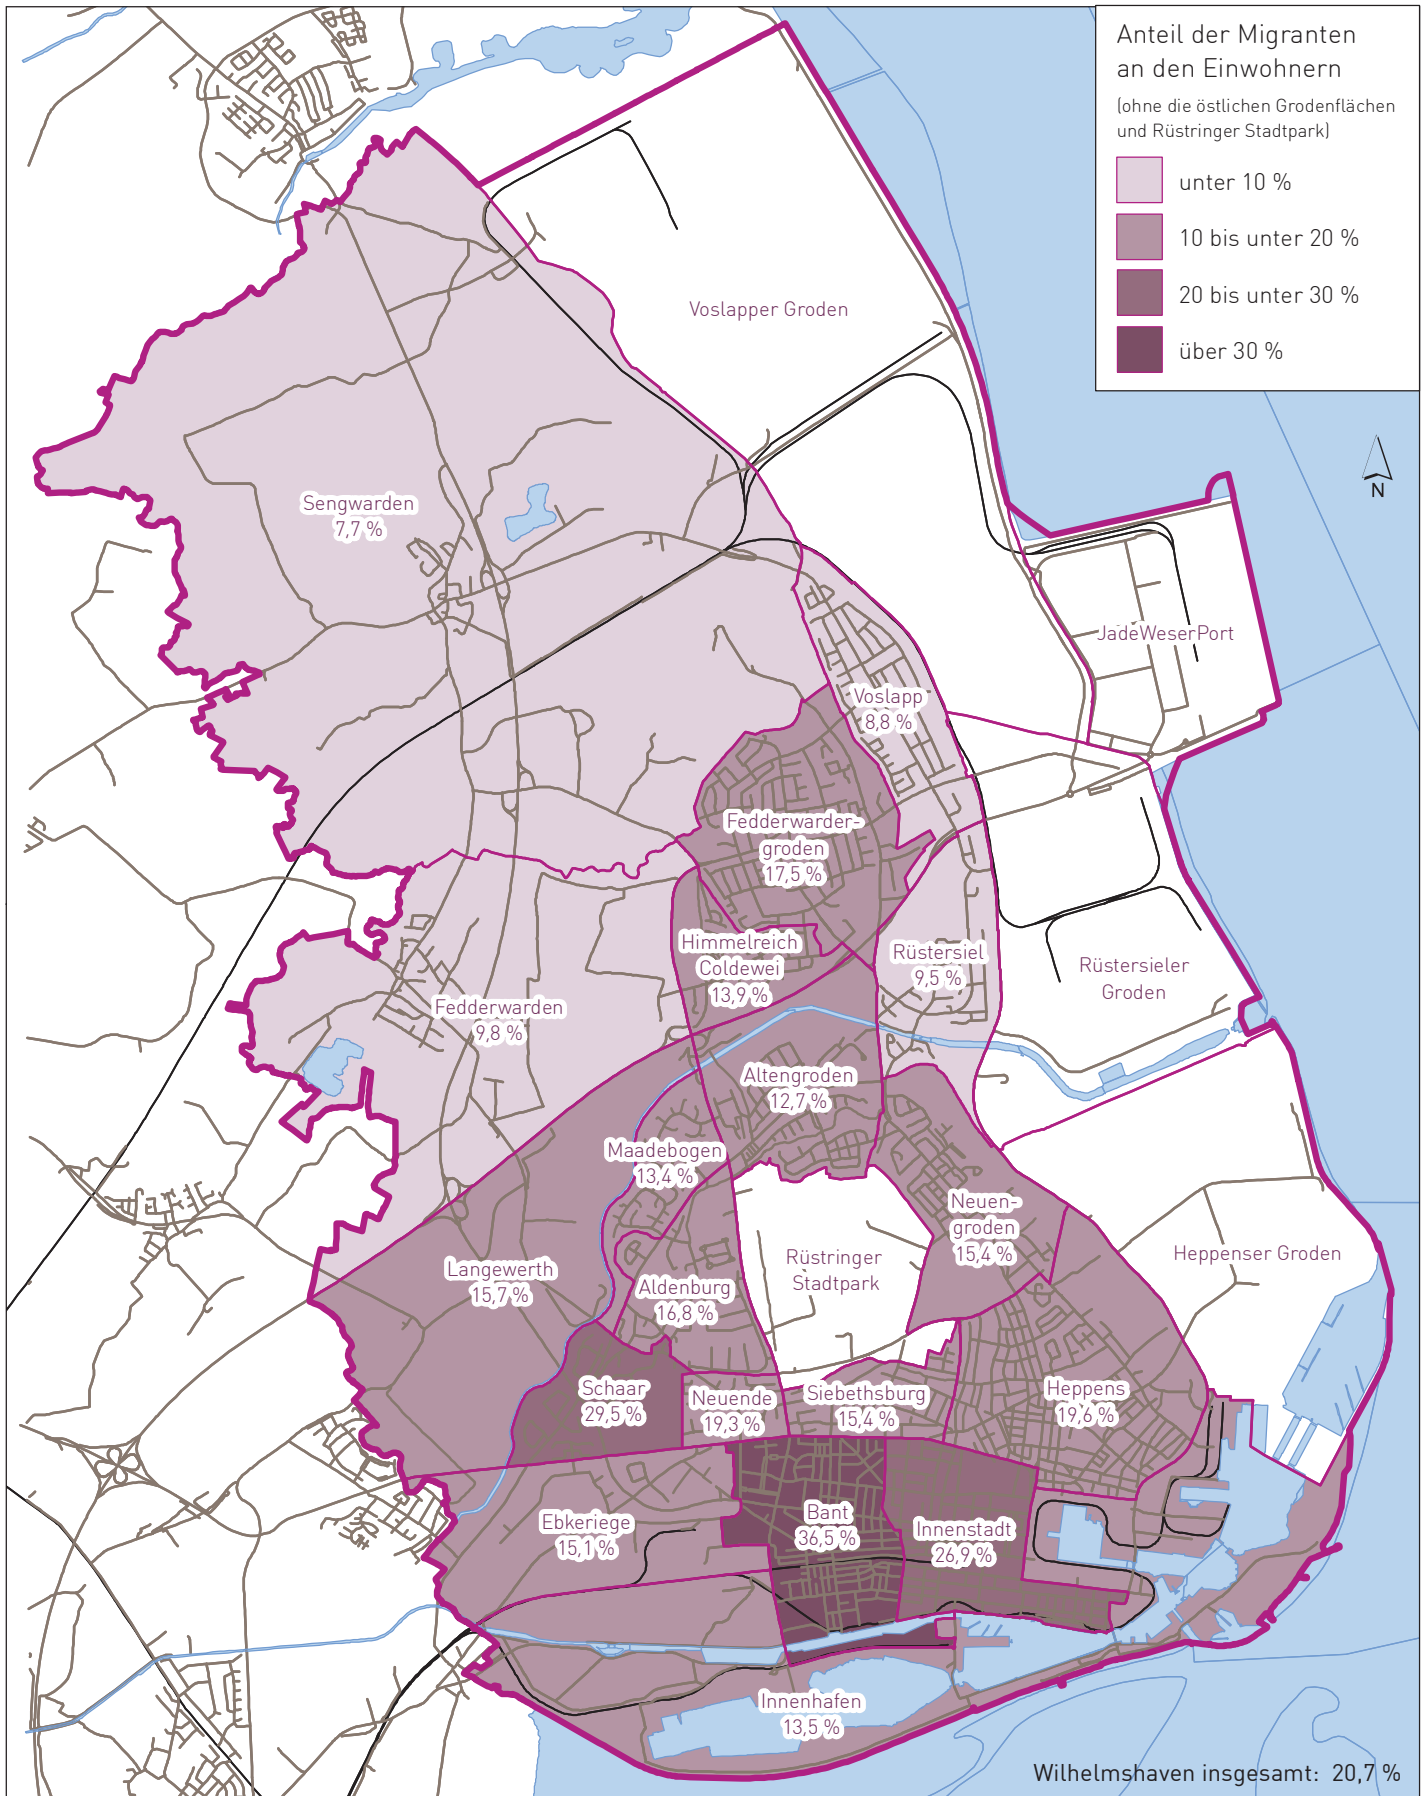 Anteil der Migranten
an den Einwohnern
(ohne die östlichen Grodenflächen
und Rüstringer Stadtpark)
unter 10 %
10 bis unter 20 %
20 bis unter 30 %
über 30 %
N
Voslapper Groden
Sengwarden
7,7 %
JadeWeserPort
Voslapp
8,8 %
Fedderwarder-
groden
17,5 %
Himmelreich
Coldewei
13,9 %
Rüstersiel
9,5 %
Rüstersieler
Groden
Fedderwarden
9,8 %
Altengroden
12,7 %
Maadebogen
13,4 %
Neuen-
groden
15,4 %
Rüstringer
Stadtpark
Heppenser Groden
Langewerth
15,7 %
Aldenburg
16,8 %
Schaar
29,5 %
Neuende
19,3 %
Siebethsburg
15,4 %
Heppens
19,6 %
Ebkeriege
15,1 %
Bant
36,5 %
Innenstadt
26,9 %
Innenhafen
13,5 %
Wilhelmshaven insgesamt: 20,7 %